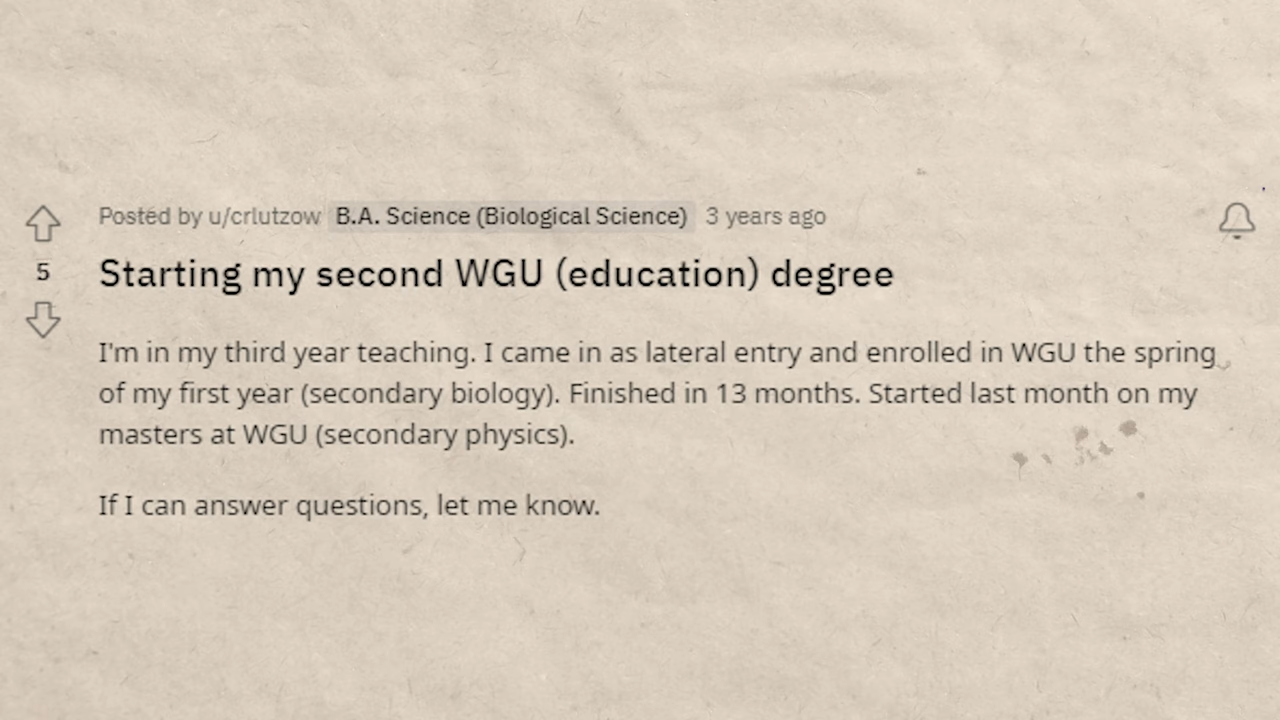 Posted by u/crlutzow B.A. Science (Biological Science) 3 years ago
5
Starting my second WGU (education) degree
I'm in my third year teaching. I came in as lateral entry and enrolled in WGU the spring
of my first year (secondary biology). Finished in 13 months. Started last month on my
masters at WGU (secondary physics).
If I can answer questions, let me know.